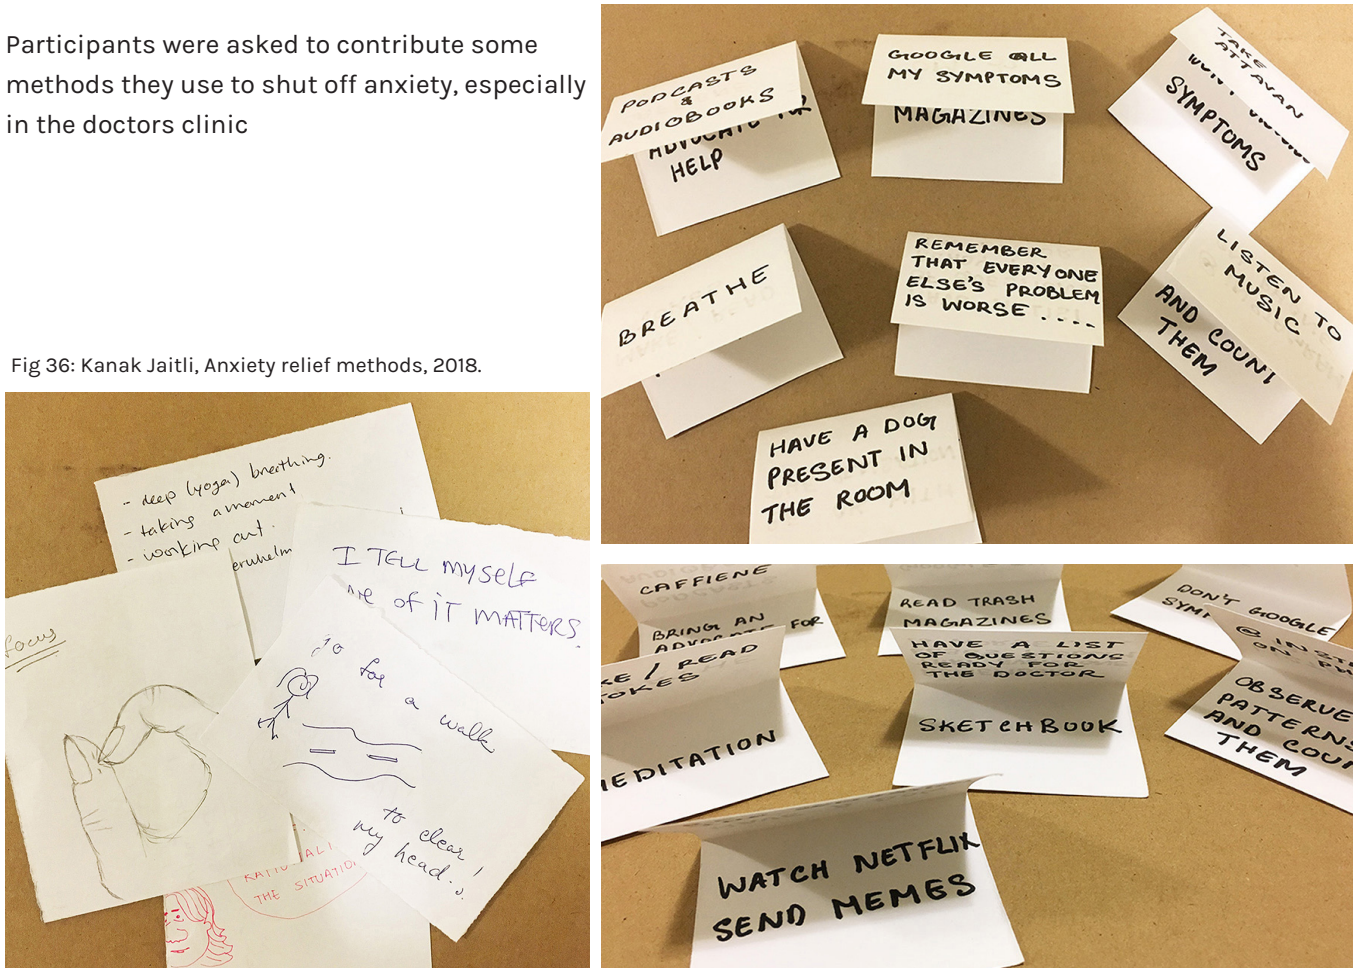 Participants were asked to contribute some
methods they use to shut off anxiety, especially
in the doctors clinic
Fig 36: Kanak Jaitli, Anxiety relief methods, 2018.
PODCASTS
&
AUDIOBOOKS
ADVOCATE FOR
HELP
GOOGLE ALL
MY SYMPTOMS
MAGAZINES
TAKE
ATTAVAN
SYMPTOMS
BREATHE
REMEMBER
THAT EVERYONE
ELSE'S PROBLEM
IS WORSE ....
LISTEN TO
MUSIC
AND COUNT
THEM
HAVE A DOG
PRESENT IN
THE ROOM
- deep (yoga) breathing.
- taking a moment
- working out.
I TELL MYSELF
of IT MATTERS.
focus
go
for
a
walk
to clear
my head..!
THE SITUATION
CAFFIENE
BRING AN
ADVOCATE FOR
READ TRASH
MAGAZINES
DON'T GOOGLE
/ READ
MEDITATION
HAVE A LIST
OF QUESTIONS
READY FOR
THE DOCTOR
SKETCHBOOK
OBSERVE
PATTERNS
AND COUNT
THEM
WATCH NETFLIX
SEND MEMES